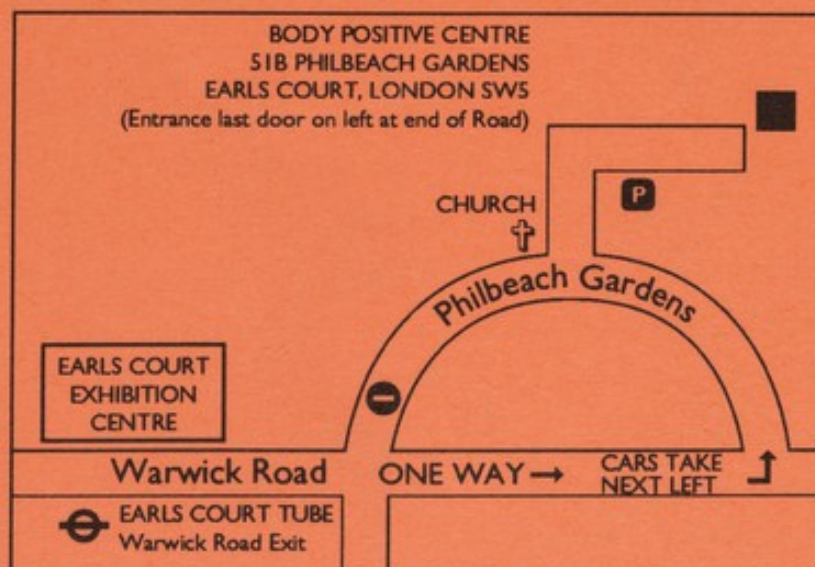 BODY POSITIVE CENTRE
51B PHILBEACH GARDENS
EARLS COURT, LONDON SW5
(Entrance last door on left at end of Road)
P
CHURCH
Philbeach Gardens
EARLS COURT
EXHIBITION
CENTRE
Warwick Road
ONE WAY →
CARS TAKE
NEXT LEFT
EARLS COURT TUBE
Warwick Road Exit